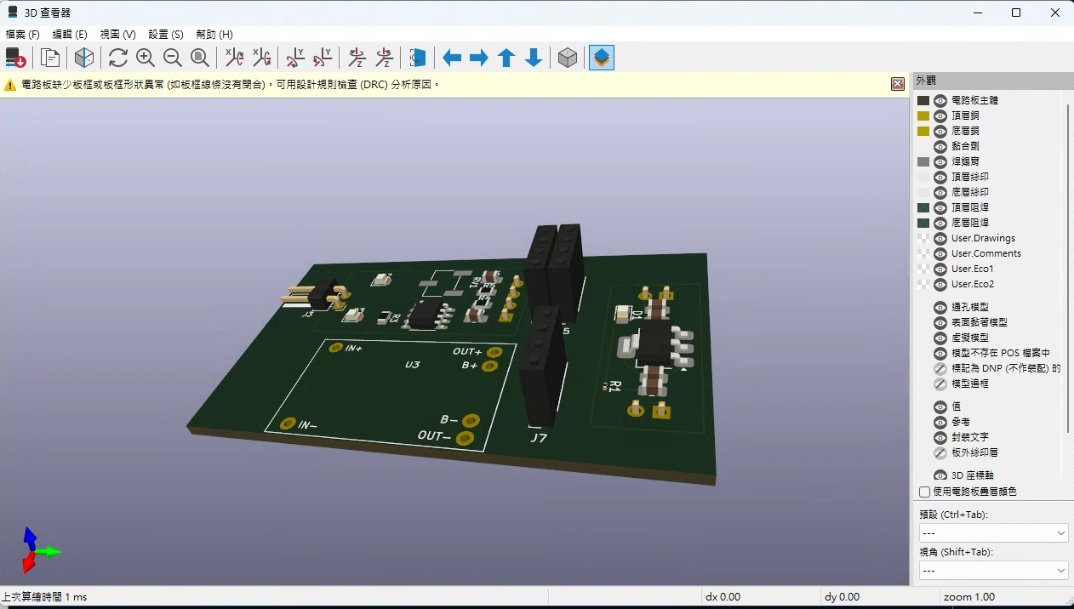 3D 查看器
檔案 (F) 編輯 (E) 視圖 (V) 設置 (S) 幫助 (H)
電路板缺少板框或板框形狀異常 (如板框線條沒有閉合)。可用設計規則檢查 (DRC) 分析原因。
外觀
電路板主體
頂層銅
底層銅
黏合劑
焊錫膏
頂層絲印
底層絲印
頂層阻焊
底層阻焊
User.Drawings
User.Comments
User.Eco1
User.Eco2
通孔模型
表面黏著模型
虛擬模型
模型不存在 POS 檔案中
標記為 DNP (不作裝配) 的
模型邊框
值
參考
封裝文字
板外絲印層
3D 座標軸
使用電路板疊層顏色
預設 (Ctrl+Tab):
---
視角 (Shift+Tab):
---
J3
IN+
OUT+
U3
B+
IN-
B-
OUT-
J7
5
D1
R1
上次算繪時間 1 ms
dx 0.00
dy 0.00
zoom 1.00